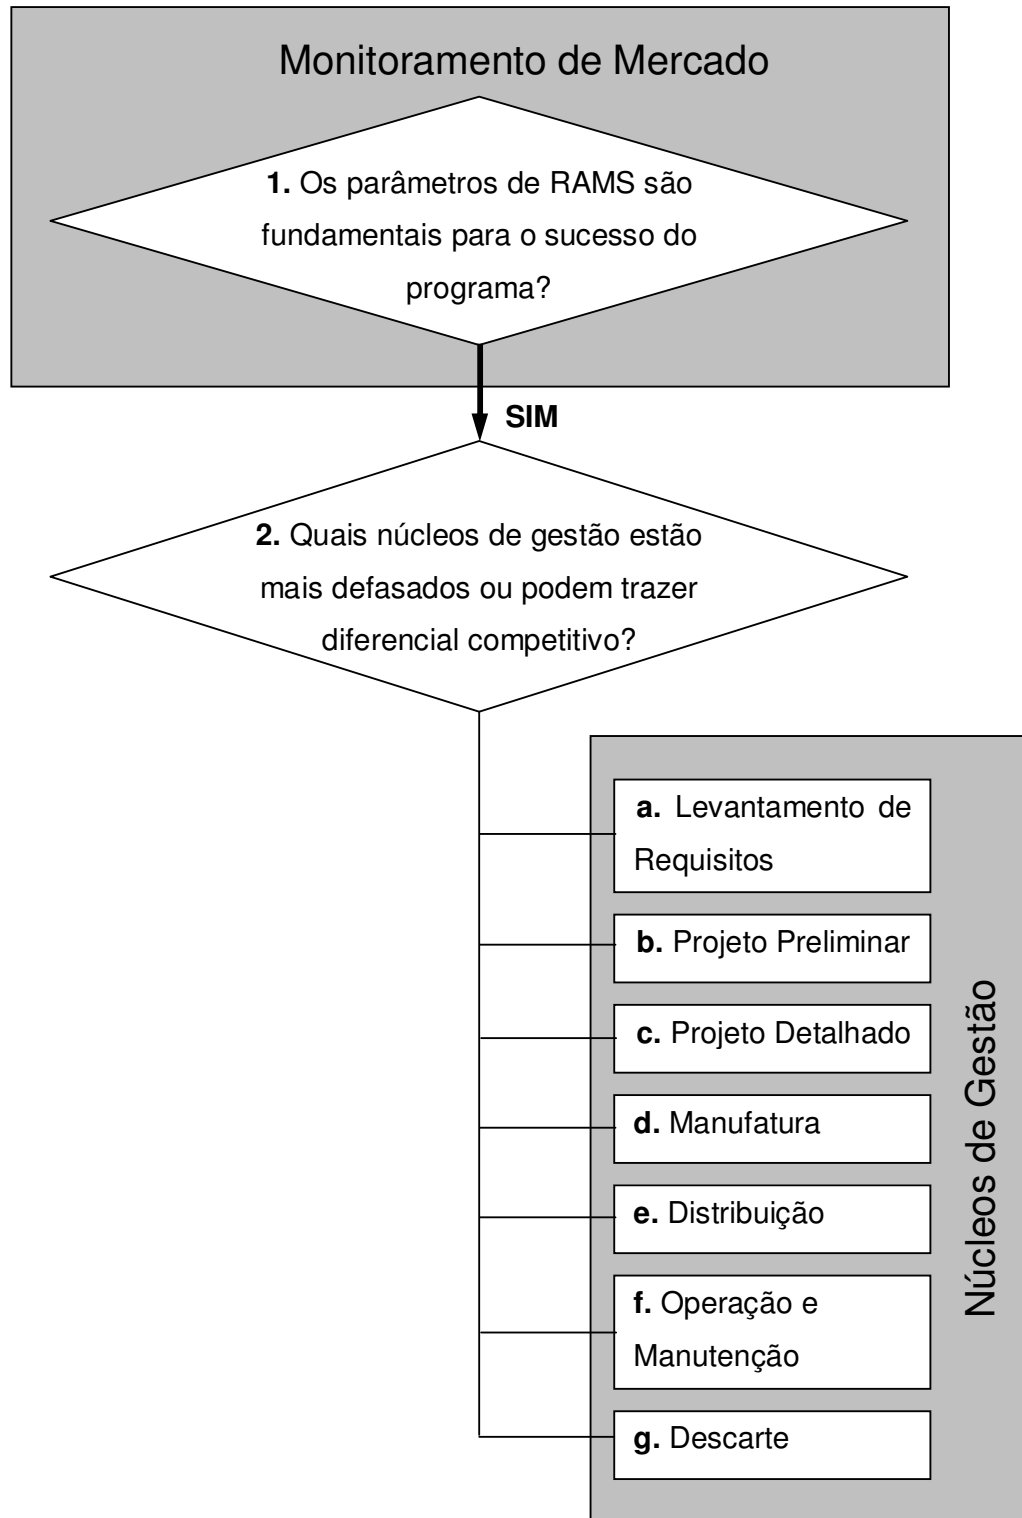 Monitoramento de Mercado
1. Os parâmetros de RAMS são
fundamentais para o sucesso do
programa?
SIM
2. Quais núcleos de gestão estão
mais defasados ou podem trazer
diferencial competitivo?
a. Levantamento de
Requisitos
b. Projeto Preliminar
c. Projeto Detalhado
d. Manufatura
e. Distribuição
f. Operação e
Manutenção
g. Descarte
Núcleos de Gestão